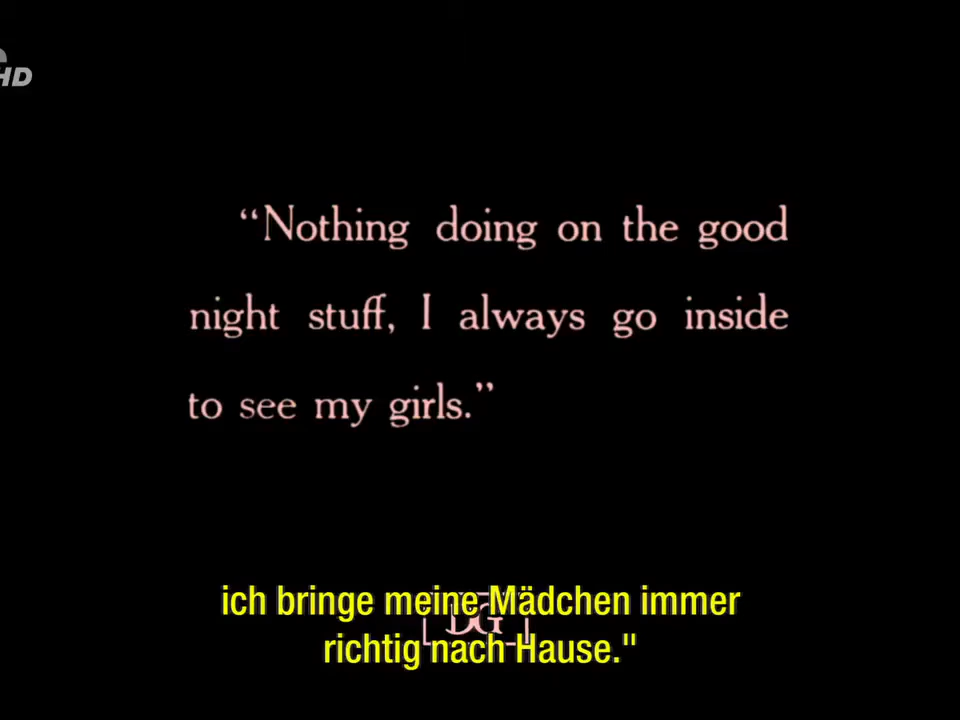 HD
“Nothing doing on the good
night stuff, I always go inside
to see my girls.”
DG
ich bringe meine Mädchen immer
richtig nach Hause."